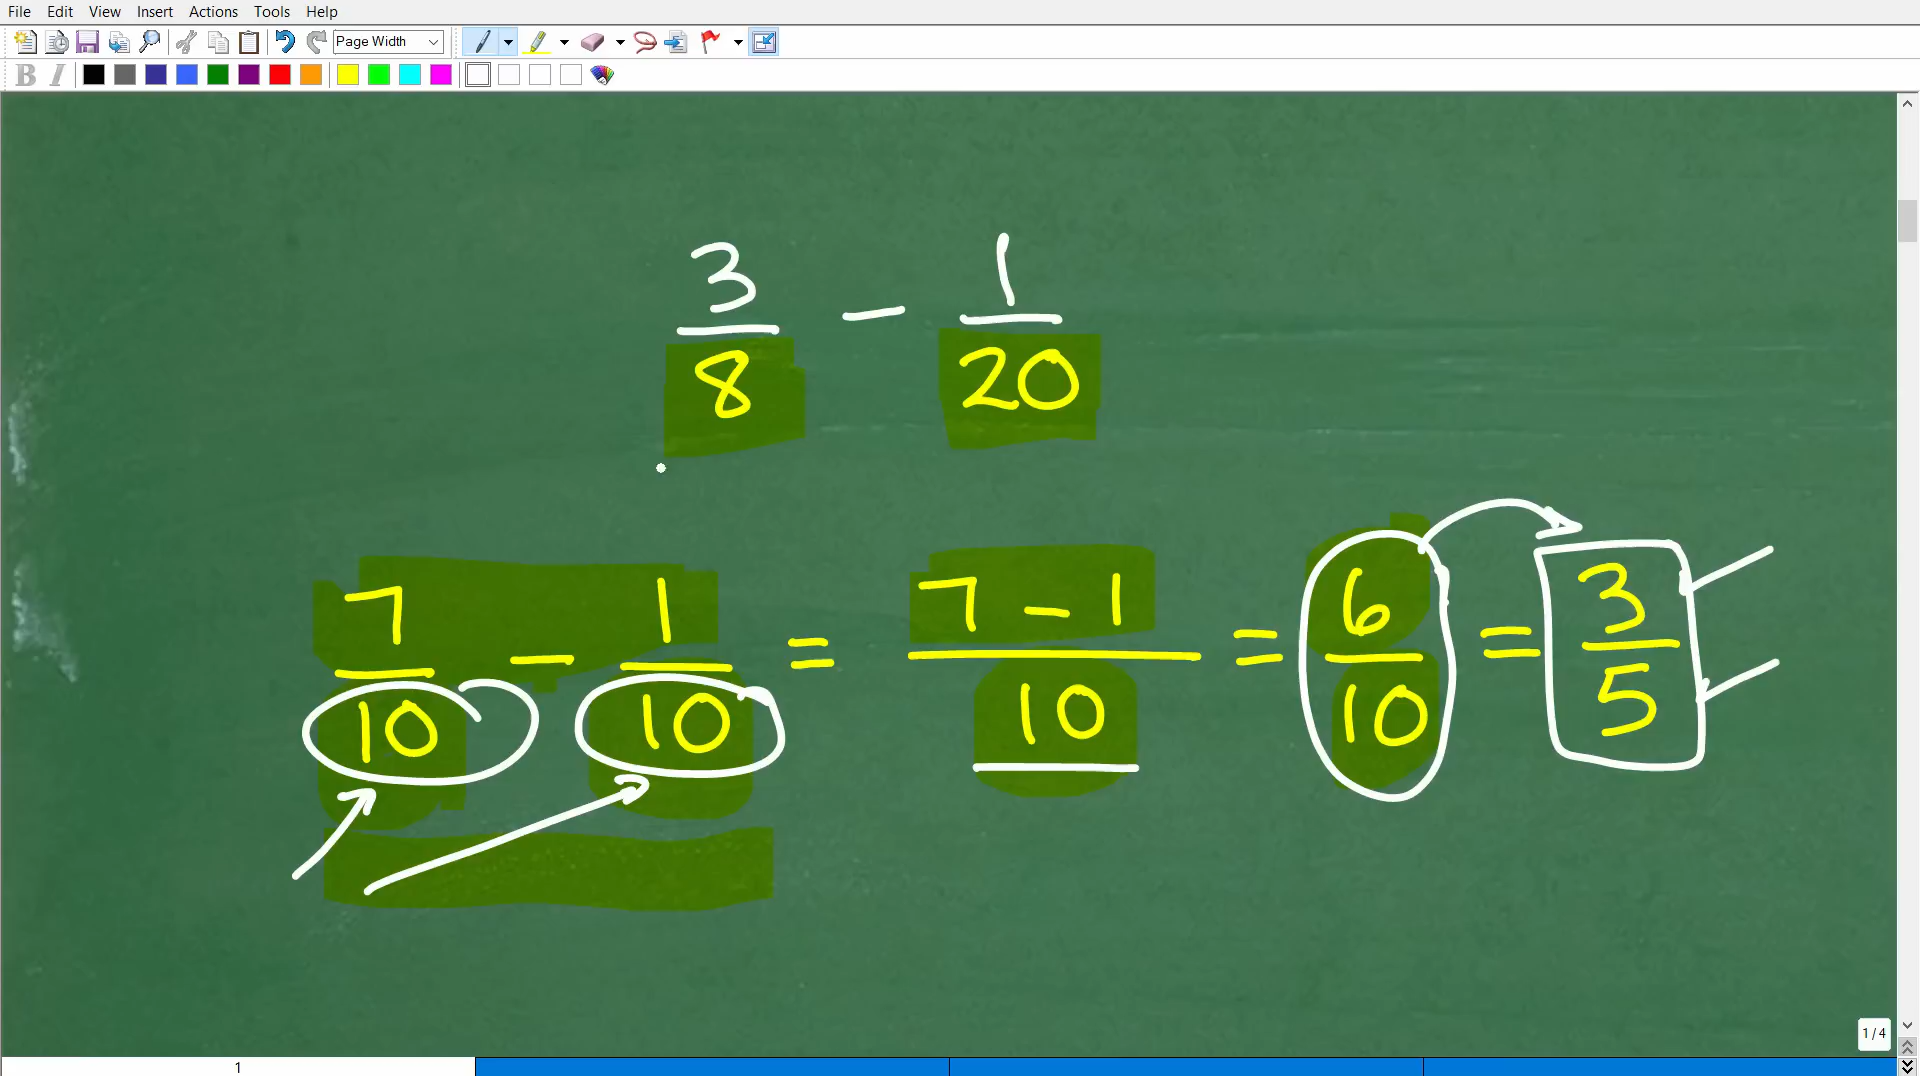 File Edit View Insert Actions Tools Help
Page Width
B I
3/8 - 1/20
7/10 - 1/10 = 7 - 1/10 = 6/10 = 3/5
1/4
1